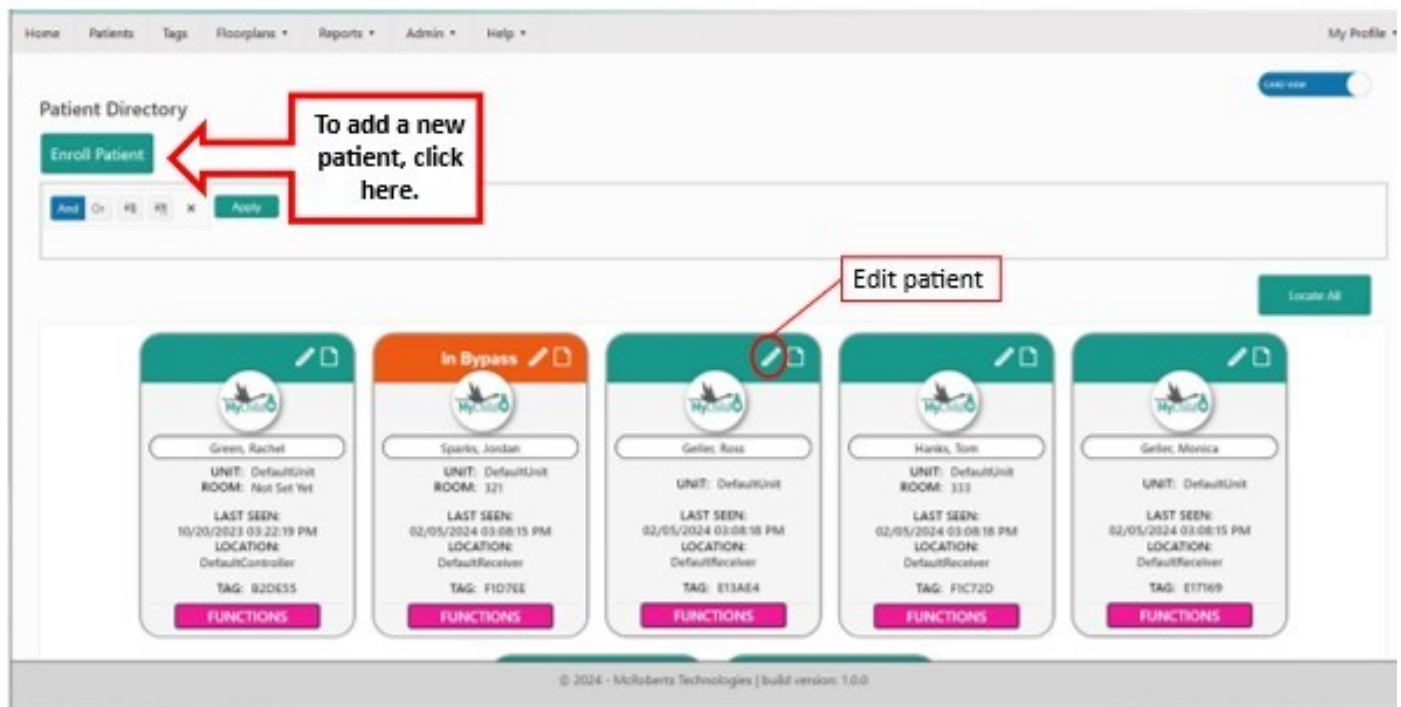 Home Patients Tags Floorplans Reports Admin Help My Profile
CARD VIEW
Patient Directory
Enroll Patient
To add a new
patient, click
here.
And Or Apply
Edit patient
Locate All
In Bypass
MyChild MyChild MyChild MyChild MyChild
Green, Rachel Sparks, Jordan Geller, Ross Hanks, Tom Geller, Monica
UNIT: DefaultUnit UNIT: DefaultUnit UNIT: DefaultUnit UNIT: DefaultUnit UNIT: DefaultUnit
ROOM: Not Set Yet ROOM: 321 ROOM: 333
LAST SEEN: LAST SEEN: LAST SEEN: LAST SEEN: LAST SEEN:
10/20/2023 03:22:19 PM 02/05/2024 03:08:15 PM 02/05/2024 03:08:18 PM 02/05/2024 03:08:18 PM 02/05/2024 03:08:15 PM
LOCATION: LOCATION: LOCATION: LOCATION: LOCATION:
DefaultController DefaultReceiver DefaultReceiver DefaultReceiver DefaultReceiver
TAG: B2DE55 TAG: F1D7EE TAG: E13AE4 TAG: F1C72D TAG: E17169
FUNCTIONS FUNCTIONS FUNCTIONS FUNCTIONS FUNCTIONS
© 2024 - McRoberts Technologies | build version: 1.0.0